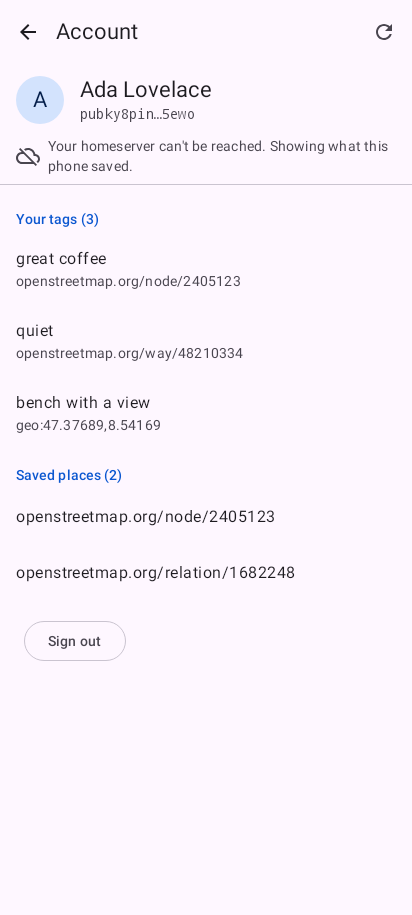 Account
A
Ada Lovelace
pubky8pin…5ewo
Your homeserver can't be reached. Showing what this
phone saved.
Your tags (3)
great coffee
openstreetmap.org/node/2405123
quiet
openstreetmap.org/way/48210334
bench with a view
geo:47.37689,8.54169
Saved places (2)
openstreetmap.org/node/2405123
openstreetmap.org/relation/1682248
Sign out